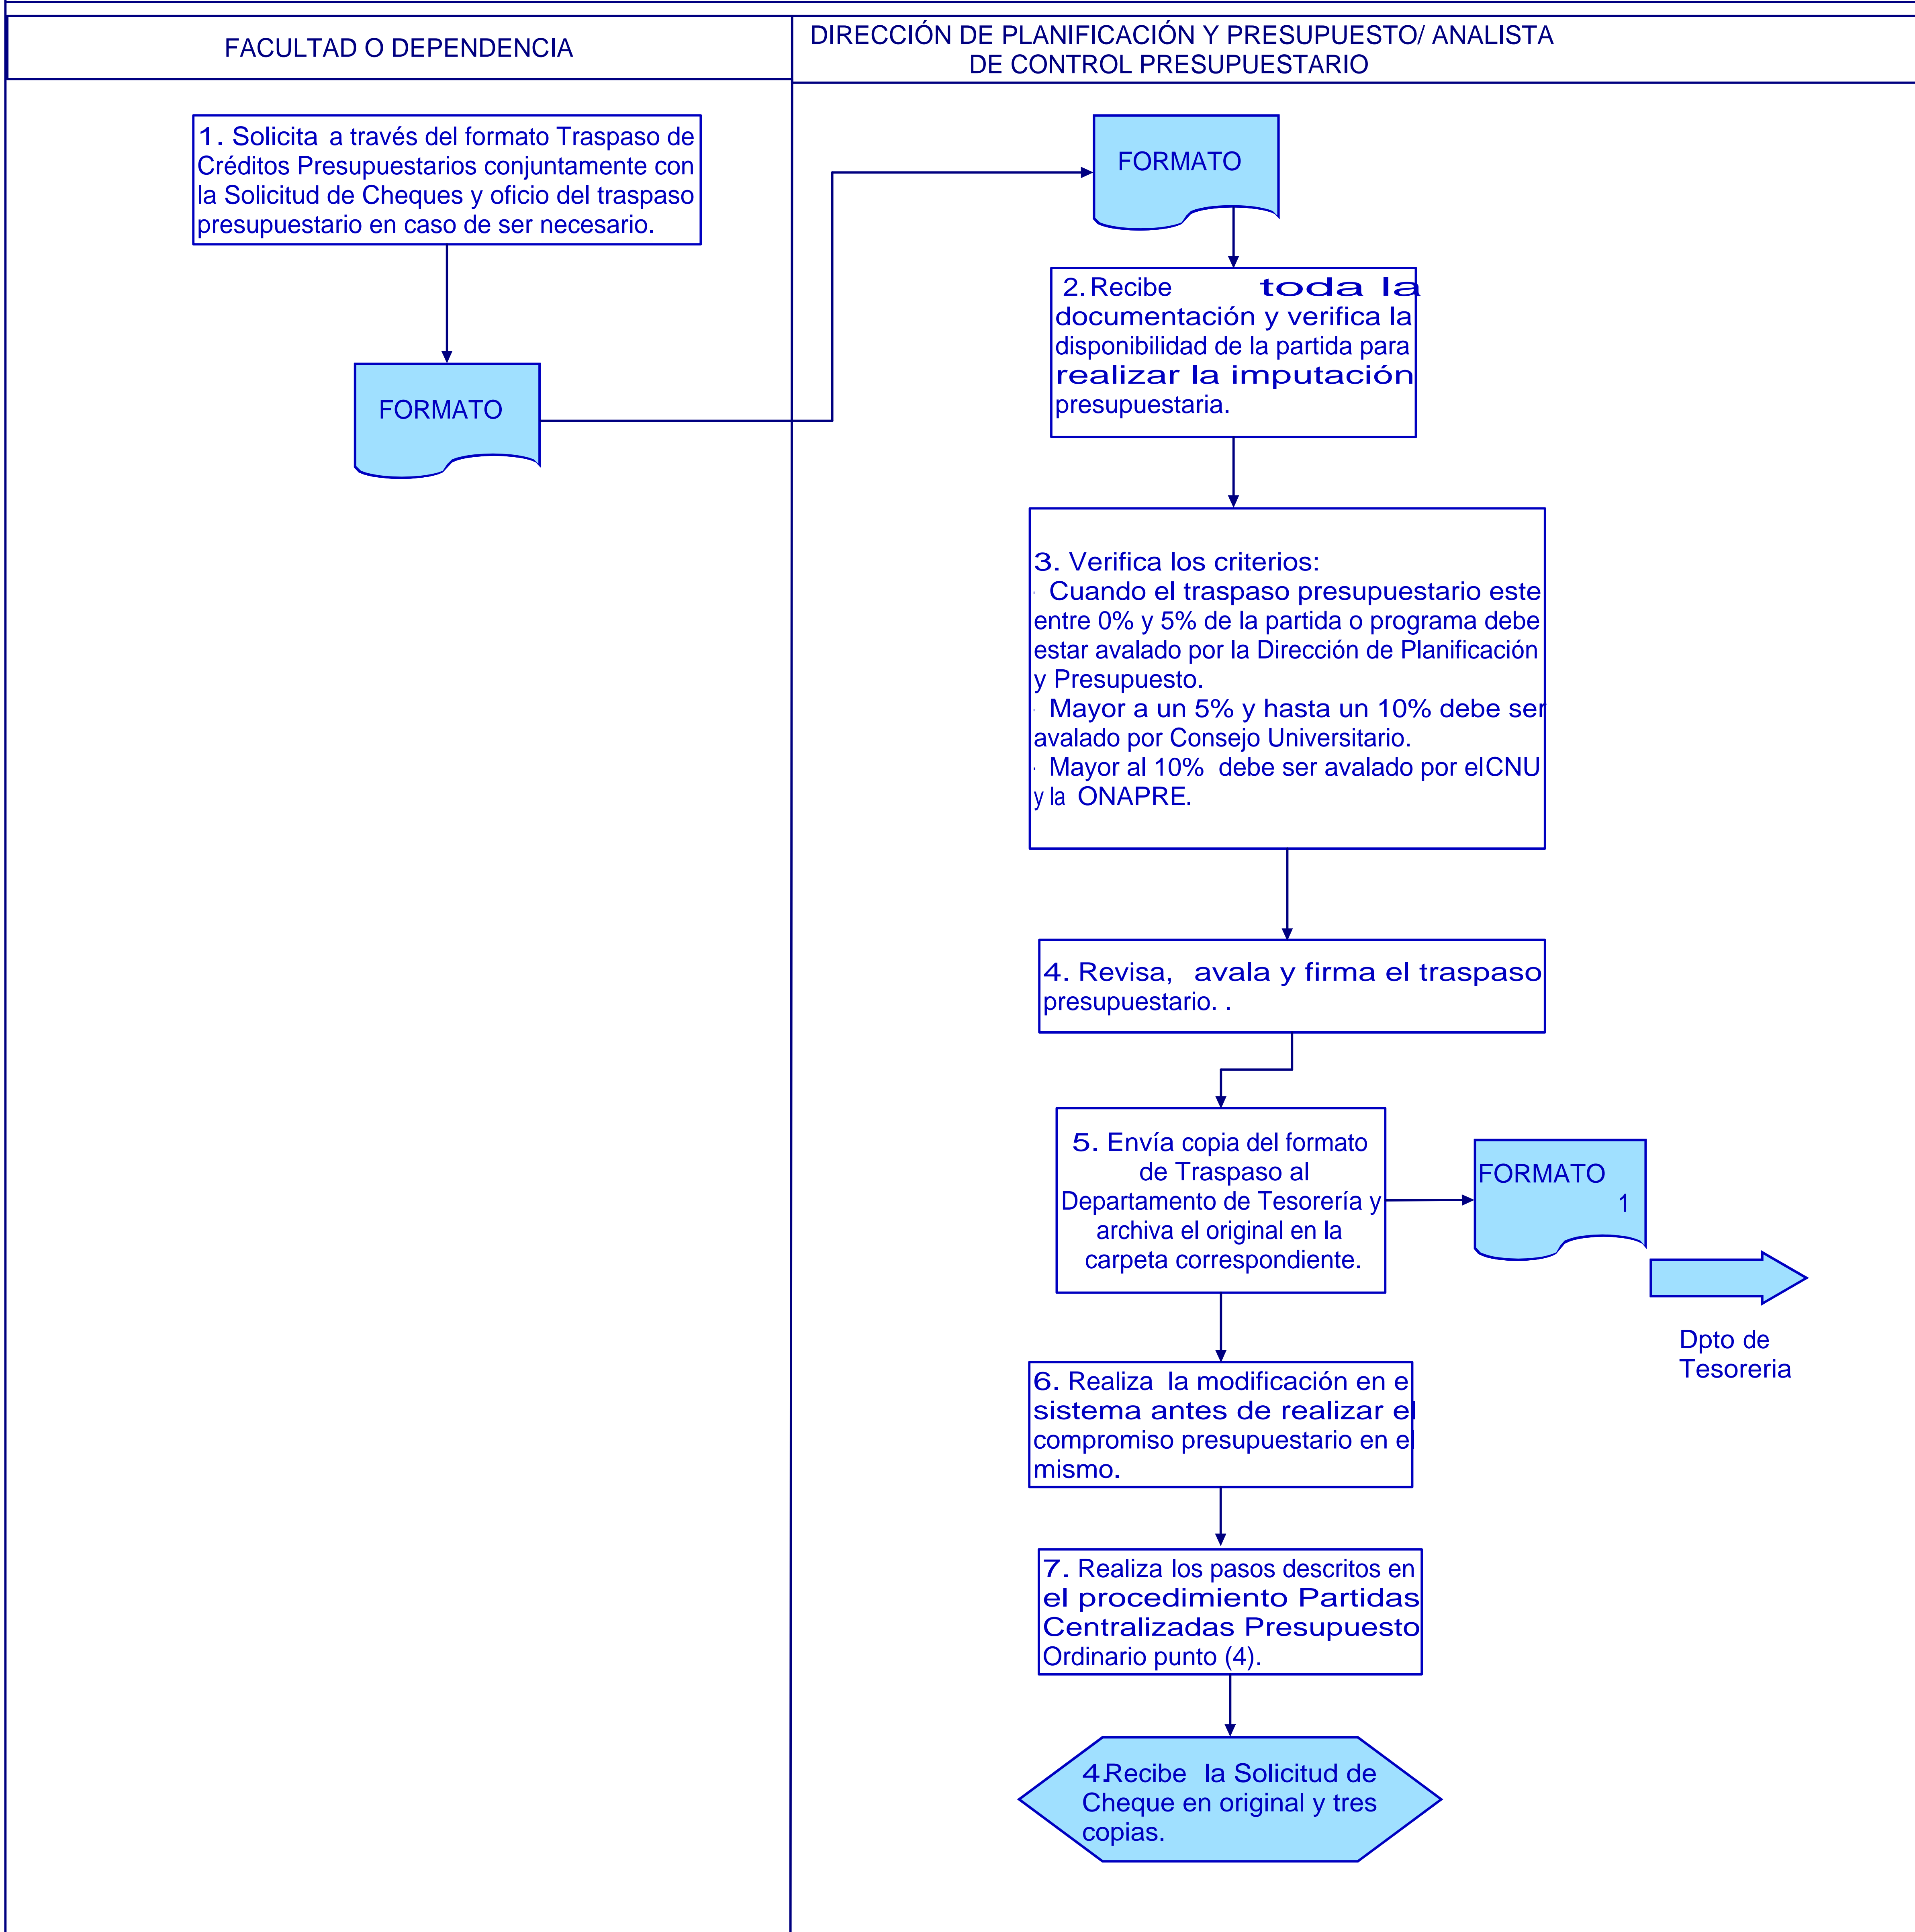 FACULTAD O DEPENDENCIA
DIRECCIÓN DE PLANIFICACIÓN Y PRESUPUESTO/ ANALISTA
DE CONTROL PRESUPUESTARIO
1. Solicita a través del formato Traspaso de
Créditos Presupuestarios conjuntamente con
la Solicitud de Cheques y oficio del traspaso
presupuestario en caso de ser necesario.
FORMATO
FORMATO
2. Recibe toda la
documentación y verifica la
disponibilidad de la partida para
realizar la imputación
presupuestaria.
3. Verifica los criterios:
· Cuando el traspaso presupuestario este
entre 0% y 5% de la partida o programa debe
estar avalado por la Dirección de Planificación
y Presupuesto.
· Mayor a un 5% y hasta un 10% debe ser
avalado por Consejo Universitario.
· Mayor al 10% debe ser avalado por el CNU
y la ONAPRE.
4. Revisa, avala y firma el traspaso
presupuestario. .
5. Envía copia del formato
de Traspaso al
Departamento de Tesorería y
archiva el original en la
carpeta correspondiente.
FORMATO
1
Dpto de
Tesoreria
6. Realiza la modificación en el
sistema antes de realizar el
compromiso presupuestario en el
mismo.
7. Realiza los pasos descritos en
el procedimiento Partidas
Centralizadas Presupuesto
Ordinario punto (4).
4.Recibe la Solicitud de
Cheque en original y tres
copias.